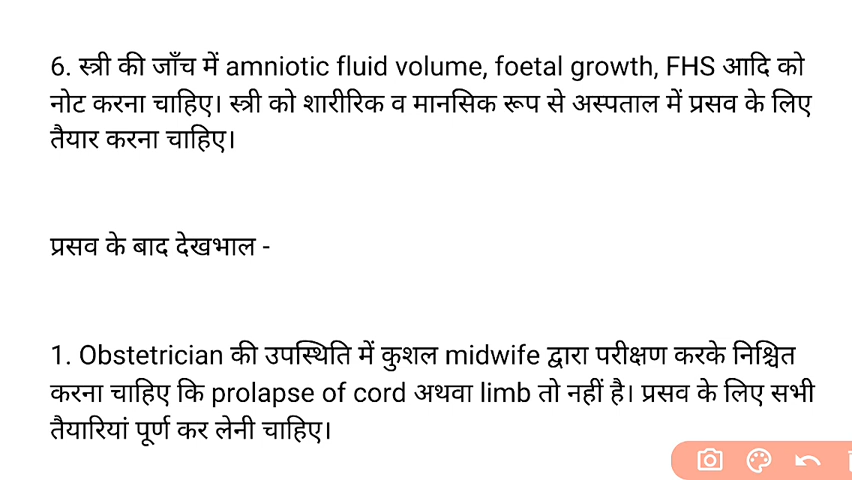 6. स्त्री की जाँच में amniotic fluid volume, foetal growth, FHS आदि को
नोट करना चाहिए। स्त्री को शारीरिक व मानसिक रूप से अस्पताल में प्रसव के लिए
तैयार करना चाहिए।
प्रसव के बाद देखभाल -
1. Obstetrician की उपस्थिति में कुशल midwife द्वारा परीक्षण करके निश्चित
करना चाहिए कि prolapse of cord अथवा limb तो नहीं है। प्रसव के लिए सभी
तैयारियां पूर्ण कर लेनी चाहिए।